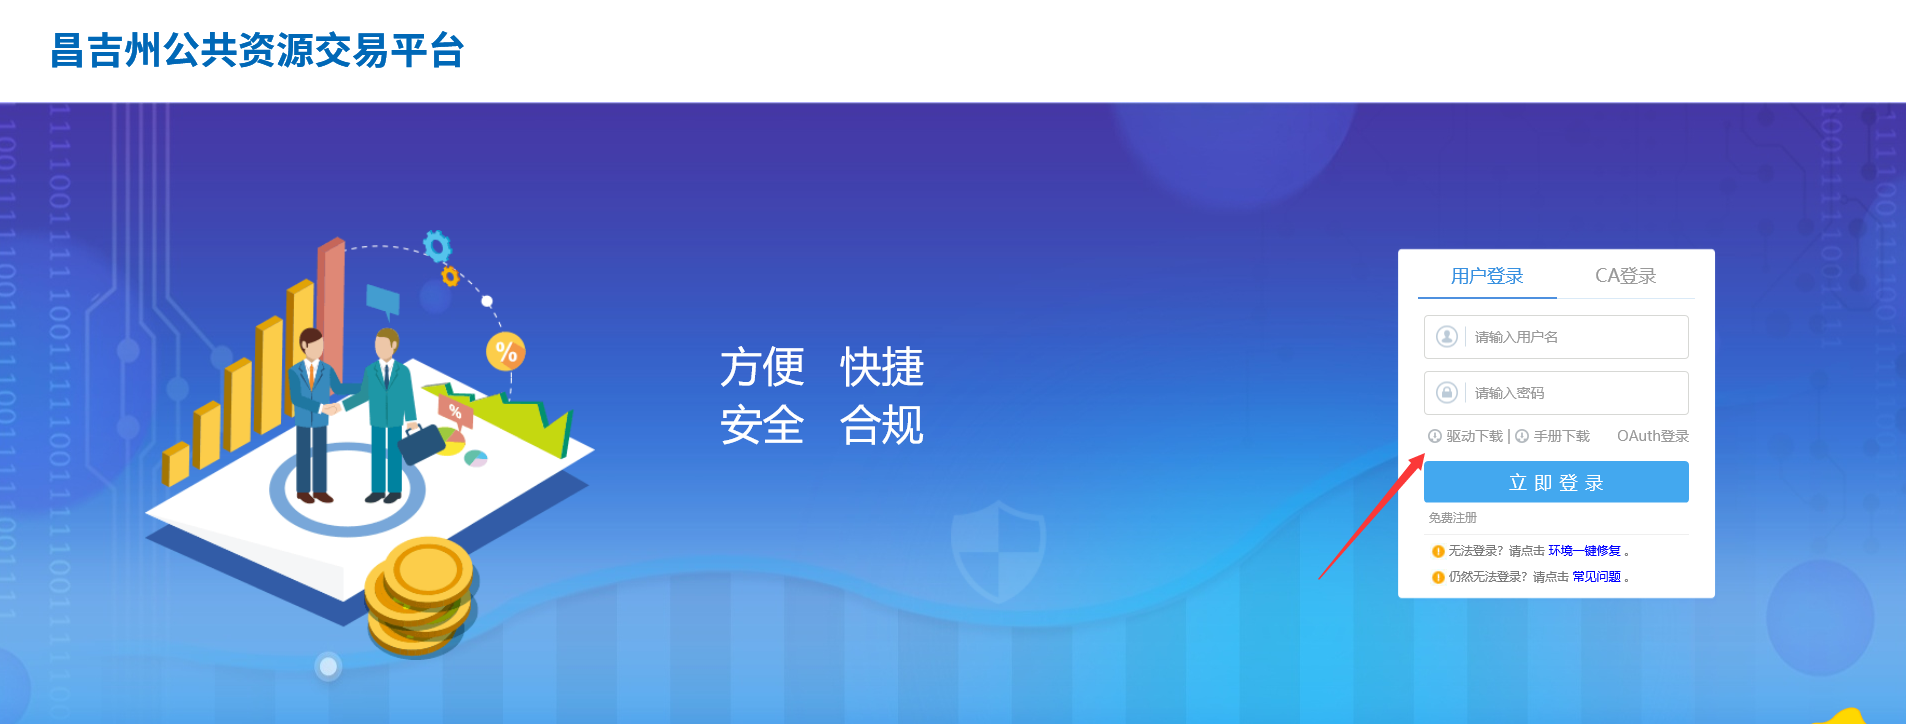 昌吉州公共资源交易平台
方便 快捷
安全 合规
用户登录 CA登录
请输入用户名
请输入密码
驱动下载 | 手册下载 OAuth登录
立即登录
免费注册
无法登录？请点击 环境一键修复 。
仍然无法登录？请点击 常见问题 。
%
%